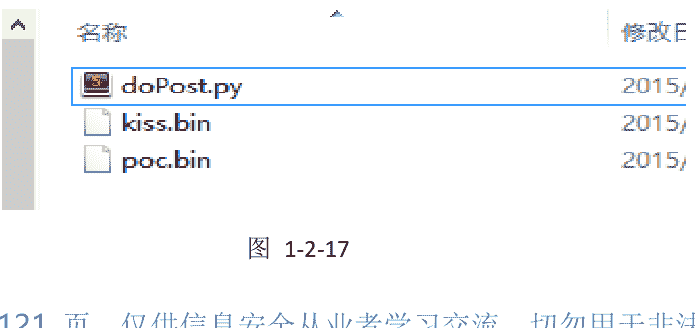 名称 修改日
doPost.py 2015/
kiss.bin 2015/
poc.bin 2015/
图 1-2-17
121 页 仅供信息安全从业者学习交流，切勿用于非法